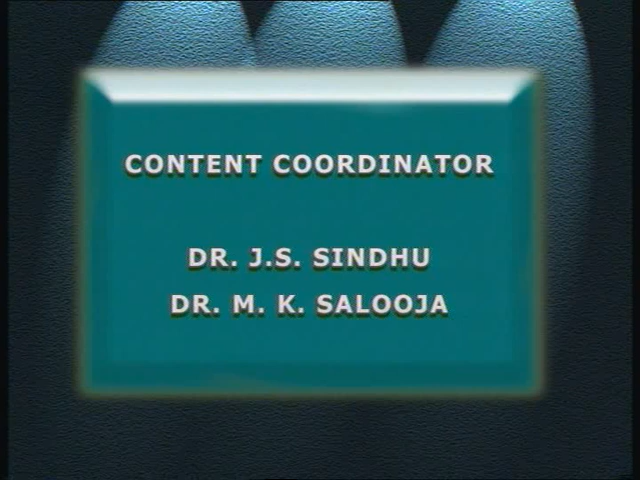 CONTENT COORDINATOR
DR. J.S. SINDHU
DR. M. K. SALOOJA